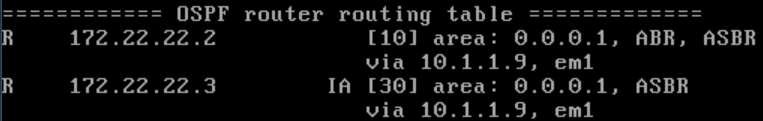 ============ OSPF router routing table =============
R    172.22.22.2           [10] area: 0.0.0.1, ABR, ASBR
                           via 10.1.1.9, em1
R    172.22.22.3        IA [30] area: 0.0.0.1, ASBR
                           via 10.1.1.9, em1